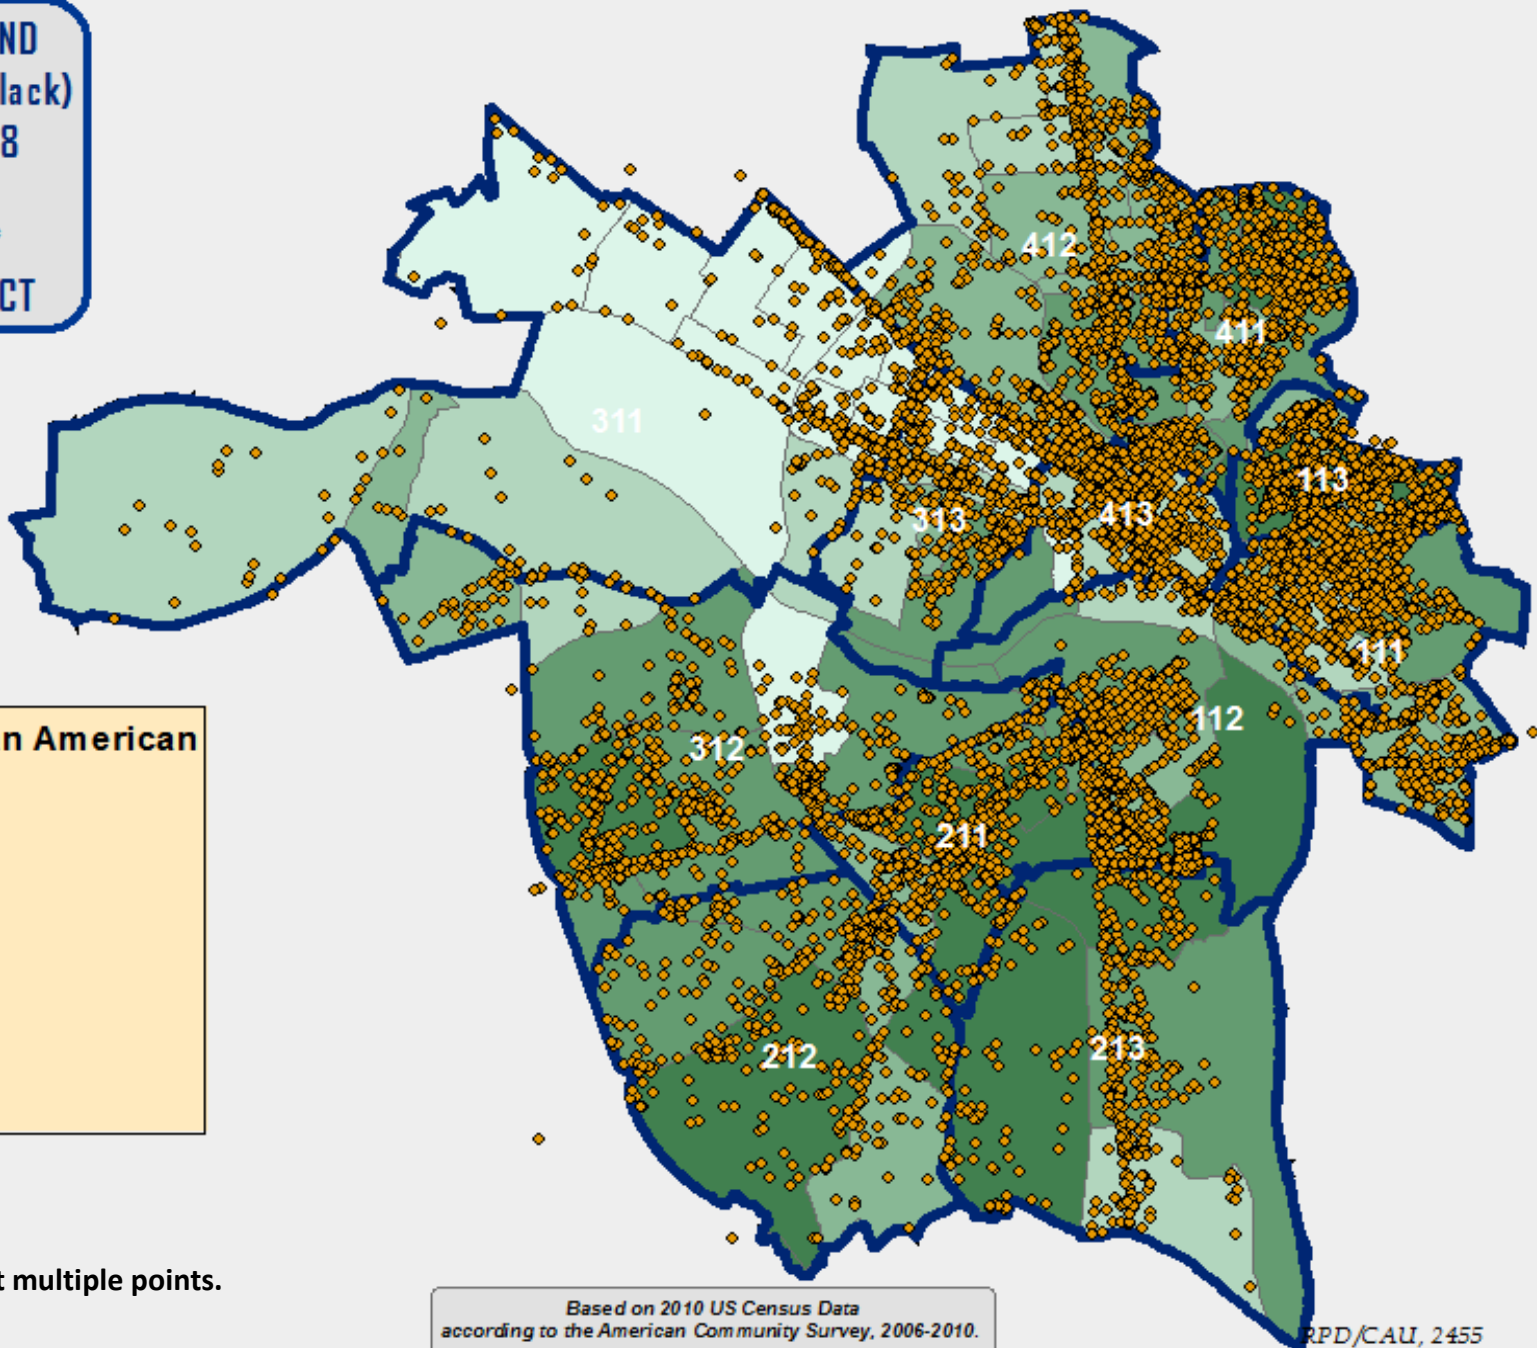 ND
lack)
8
CT
412
411
311
113
313
413
111
112
312
211
212
213
n American
t multiple points.
Based on 2010 US Census Data
according to the American Community Survey, 2006-2010.
RPD/CAU, 2455